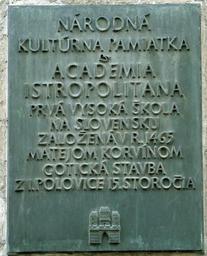 NÁRODNÁ
KULTÚRNA PAMIATKA
ACADEMIA
ISTROPOLITANA
PRVÁ VYSOKÁ ŠKOLA
NA SLOVENSKU
ZALOŽENÁ V R. 1465
MATEJOM KORVÍNOM
GOTICKÁ STAVBA
Z II. POLOVICE 15. STOROČIA